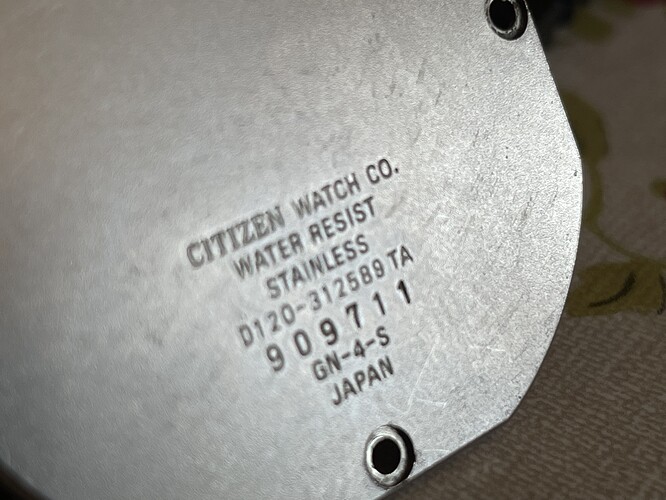 CITIZEN WATCH CO.
WATER RESIST
STAINLESS
D120-312589 TA
909711
GN-4-S
JAPAN